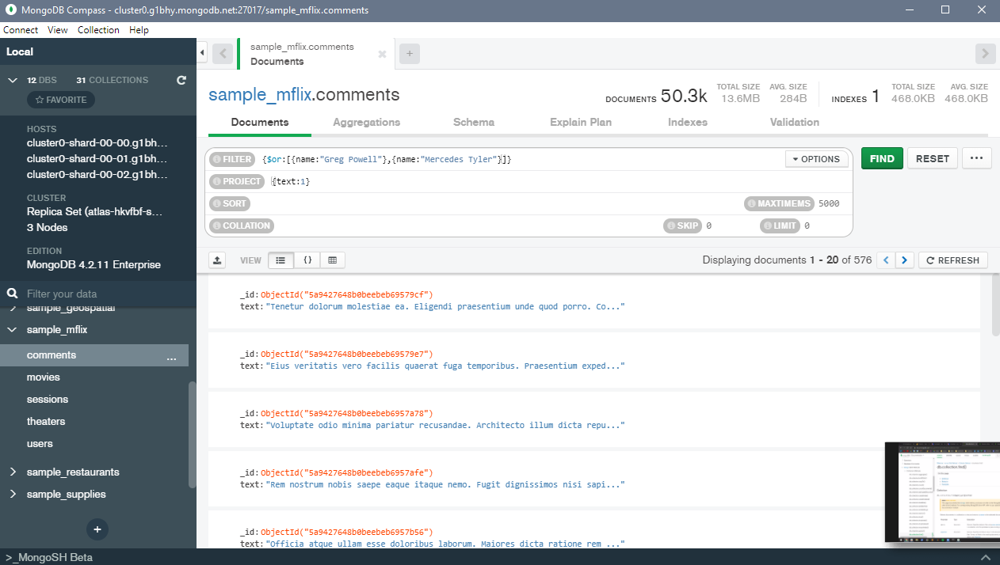 MongoDB Compass - cluster0.g1bhy.mongodb.net:27017/sample_mflix.comments
Connect View Collection Help
Local
12 DBS 31 COLLECTIONS
FAVORITE
HOSTS
cluster0-shard-00-00.g1bh...
cluster0-shard-00-01.g1bh...
cluster0-shard-00-02.g1bh...
CLUSTER
Replica Set (atlas-hkvfbf-s...
3 Nodes
EDITION
MongoDB 4.2.11 Enterprise
Filter your data
sample_geospatial
sample_mflix
comments ...
movies
sessions
theaters
users
sample_restaurants
sample_supplies
+
>_MongoSH Beta
sample_mflix.comments
Documents
+
sample_mflix.comments
DOCUMENTS 50.3k
TOTAL SIZE 13.6MB
AVG. SIZE 284B
INDEXES 1
TOTAL SIZE 468.0KB
AVG. SIZE 468.0KB
Documents Aggregations Schema Explain Plan Indexes Validation
FILTER {$or:[{name:"Greg Powell"},{name:"Mercedes Tyler"}]} OPTIONS FIND RESET ...
PROJECT {text:1}
SORT MAXTIMEMS 5000
COLLATION SKIP 0 LIMIT 0
VIEW {} Displaying documents 1 - 20 of 576 < > REFRESH
_id:ObjectId("5a9427648b0beebeb69579cf")
text:"Tenetur dolorum molestiae ea. Eligendi praesentium unde quod porro. Co..."
_id:ObjectId("5a9427648b0beebeb69579e7")
text:"Eius veritatis vero facilis quaerat fuga temporibus. Praesentium exped..."
_id:ObjectId("5a9427648b0beebeb6957a78")
text:"Voluptate odio minima pariatur recusandae. Architecto illum dicta repu..."
_id:ObjectId("5a9427648b0beebeb6957afe")
text:"Rem nostrum nobis saepe eaque itaque nemo. Fugit dignissimos nisi sapi..."
_id:ObjectId("5a9427648b0beebeb6957b56")
text:"Officia atque ullam esse doloribus laborum. Maiores dicta ratione rem ..."
db.collection.find()